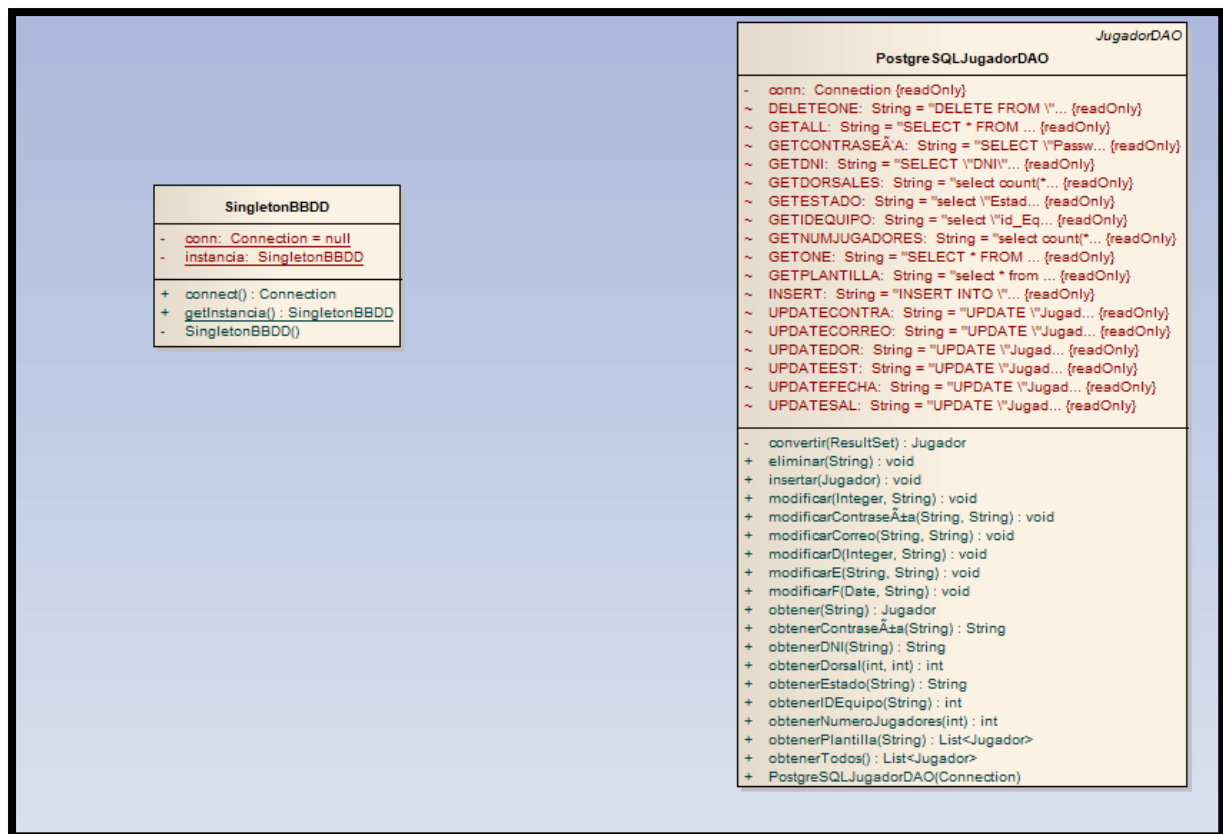 JugadorDAO
PostgreSQLJugadorDAO
- conn: Connection {readOnly}
~ DELETEONE: String = "DELETE FROM \"... {readOnly}
~ GETALL: String = "SELECT * FROM ... {readOnly}
~ GETCONTRASEÃ‘A: String = "SELECT \"Passw... {readOnly}
~ GETDNI: String = "SELECT \"DNI\"... {readOnly}
~ GETDORSALES: String = "select count(*... {readOnly}
~ GETESTADO: String = "select \"Estad... {readOnly}
~ GETIDEQUIPO: String = "select \"id_Eq... {readOnly}
~ GETNUMJUGADORES: String = "select count(*... {readOnly}
~ GETONE: String = "SELECT * FROM ... {readOnly}
~ GETPLANTILLA: String = "select * from ... {readOnly}
~ INSERT: String = "INSERT INTO \"... {readOnly}
~ UPDATECONTRA: String = "UPDATE \"Jugad... {readOnly}
~ UPDATECORREO: String = "UPDATE \"Jugad... {readOnly}
~ UPDATEDOR: String = "UPDATE \"Jugad... {readOnly}
~ UPDATEEST: String = "UPDATE \"Jugad... {readOnly}
~ UPDATEFECHA: String = "UPDATE \"Jugad... {readOnly}
~ UPDATESAL: String = "UPDATE \"Jugad... {readOnly}
- convertir(ResultSet) : Jugador
+ eliminar(String) : void
+ insertar(Jugador) : void
+ modificar(Integer, String) : void
+ modificarContraseÃ±a(String, String) : void
+ modificarCorreo(String, String) : void
+ modificarD(Integer, String) : void
+ modificarE(String, String) : void
+ modificarF(Date, String) : void
+ obtener(String) : Jugador
+ obtenerContraseÃ±a(String) : String
+ obtenerDNI(String) : String
+ obtenerDorsal(int, int) : int
+ obtenerEstado(String) : String
+ obtenerIDEquipo(String) : int
+ obtenerNumeroJugadores(int) : int
+ obtenerPlantilla(String) : List<Jugador>
+ obtenerTodos() : List<Jugador>
+ PostgreSQLJugadorDAO(Connection)
SingletonBBDD
- conn: Connection = null
- instancia: SingletonBBDD
+ connect() : Connection
+ getInstancia() : SingletonBBDD
- SingletonBBDD()